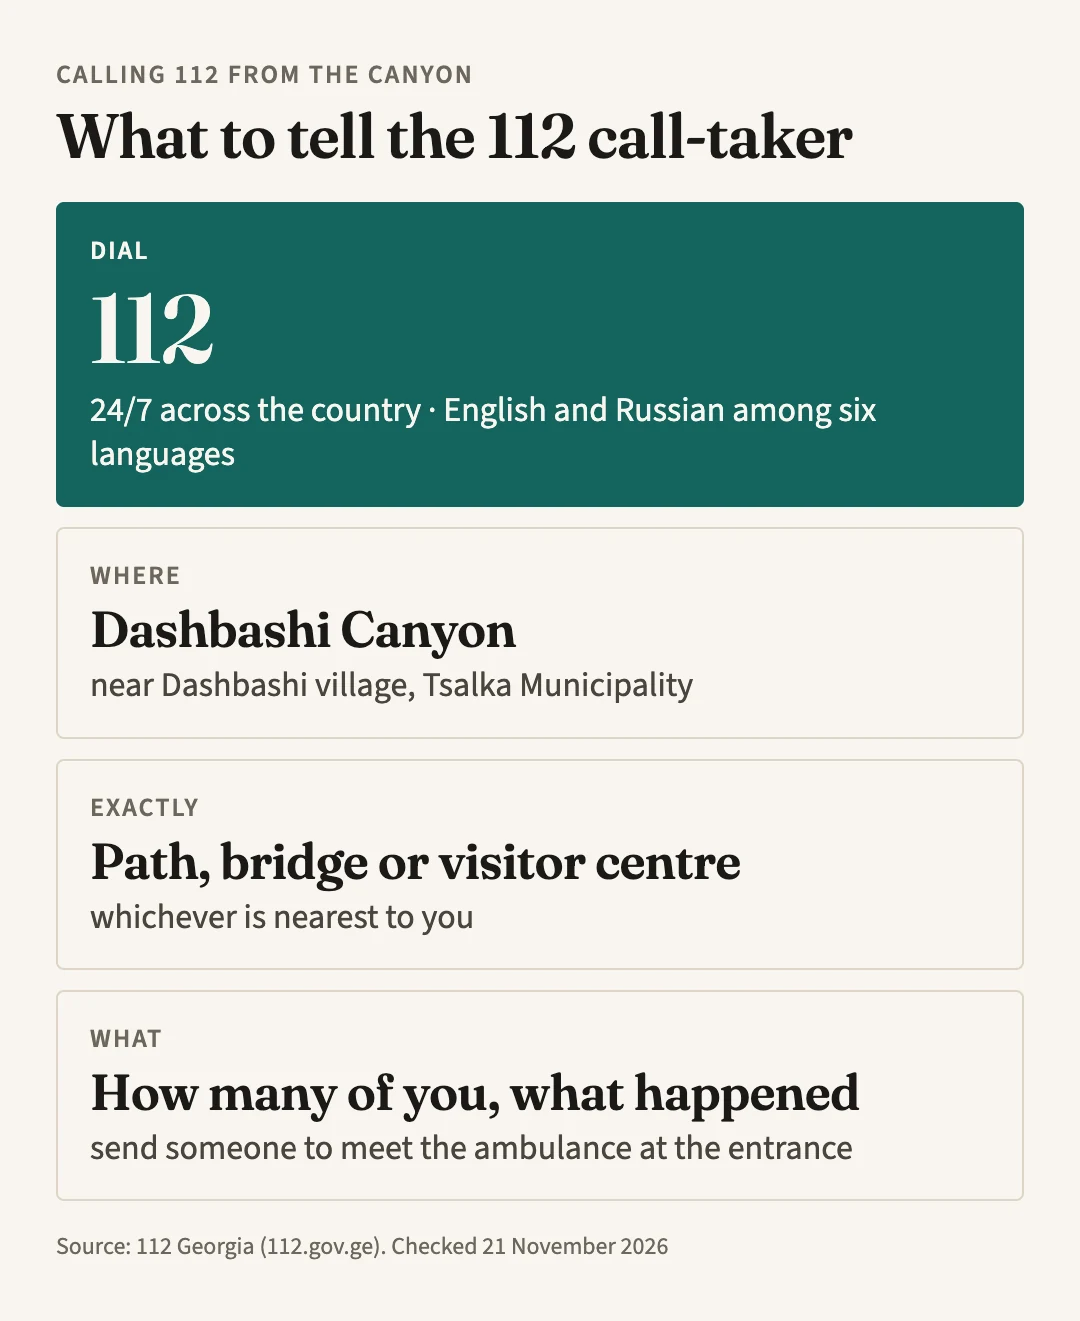 CALLING 112 FROM THE CANYON
What to tell the 112 call-taker
DIAL
112
24/7 across the country · English and Russian among six
languages
WHERE
Dashbashi Canyon
near Dashbashi village, Tsalka Municipality
EXACTLY
Path, bridge or visitor centre
whichever is nearest to you
WHAT
How many of you, what happened
send someone to meet the ambulance at the entrance
Source: 112 Georgia (112.gov.ge). Checked 21 November 2026